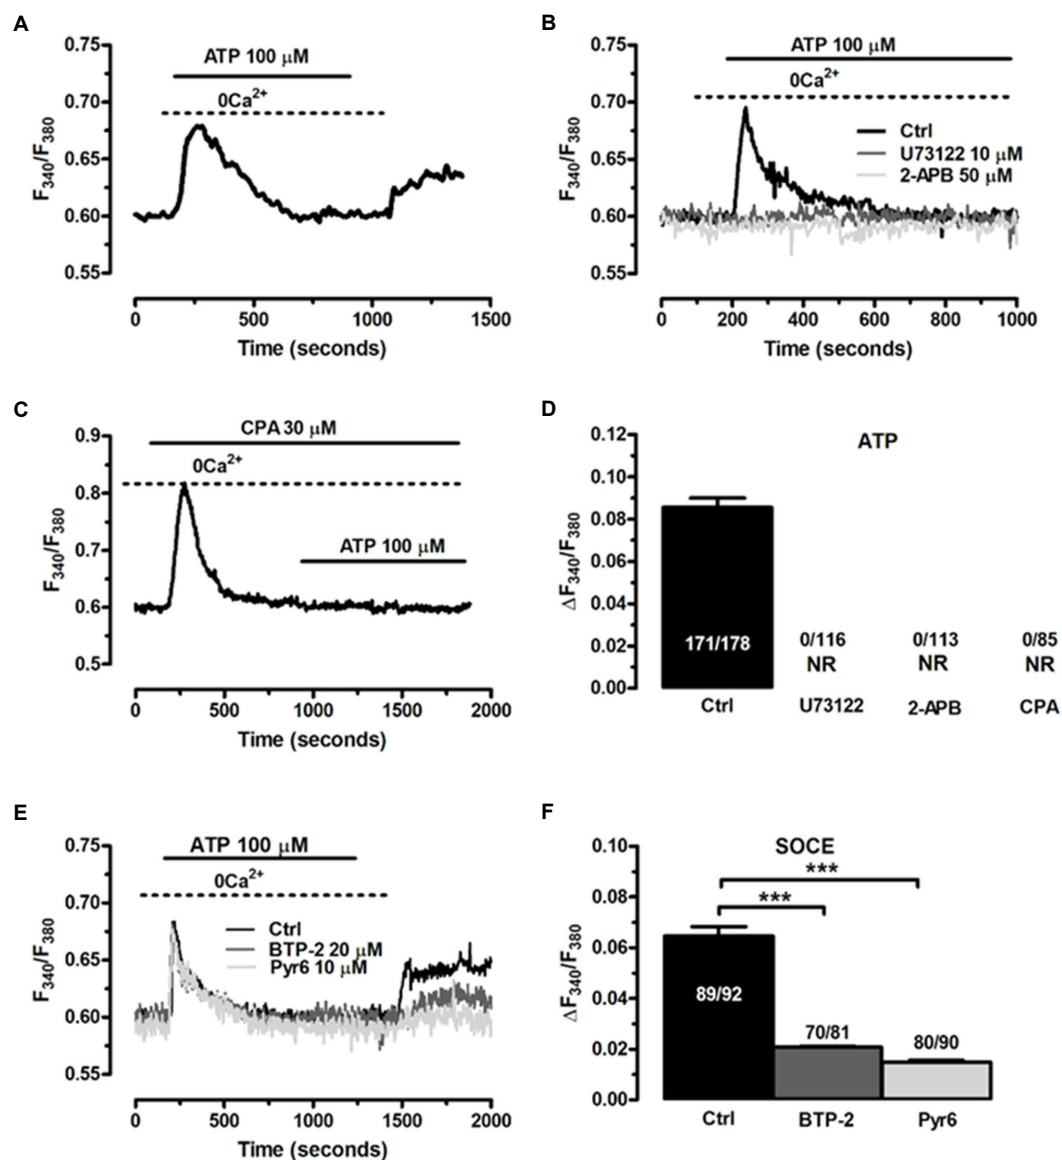 A
0.75
0.70
0.65
0.60
0.55
F340/F380
ATP 100 µM
0Ca2+
0
500
1000
1500
Time (seconds)
B
0.75
0.70
0.65
0.60
0.55
F340/F380
ATP 100 µM
0Ca2+
Ctrl
U73122 10 µM
2-APB 50 µM
0
200
400
600
800
1000
Time (seconds)
C
0.9
0.8
0.7
0.6
0.5
F340/F380
CPA 30 µM
0Ca2+
ATP 100 µM
0
500
1000
1500
2000
Time (seconds)
D
0.12
0.10
0.08
0.06
0.04
0.02
0.00
ΔF340/F380
ATP
171/178
0/116
NR
0/113
NR
0/85
NR
Ctrl
U73122
2-APB
CPA
E
0.75
0.70
0.65
0.60
0.55
F340/F380
ATP 100 µM
0Ca2+
Ctrl
BTP-2 20 µM
Pyr6 10 µM
0
250
500
750
1000
1250
1500
1750
2000
Time (seconds)
F
0.10
0.08
0.06
0.04
0.02
0.00
ΔF340/F380
SOCE
***
***
89/92
70/81
80/90
Ctrl
BTP-2
Pyr6